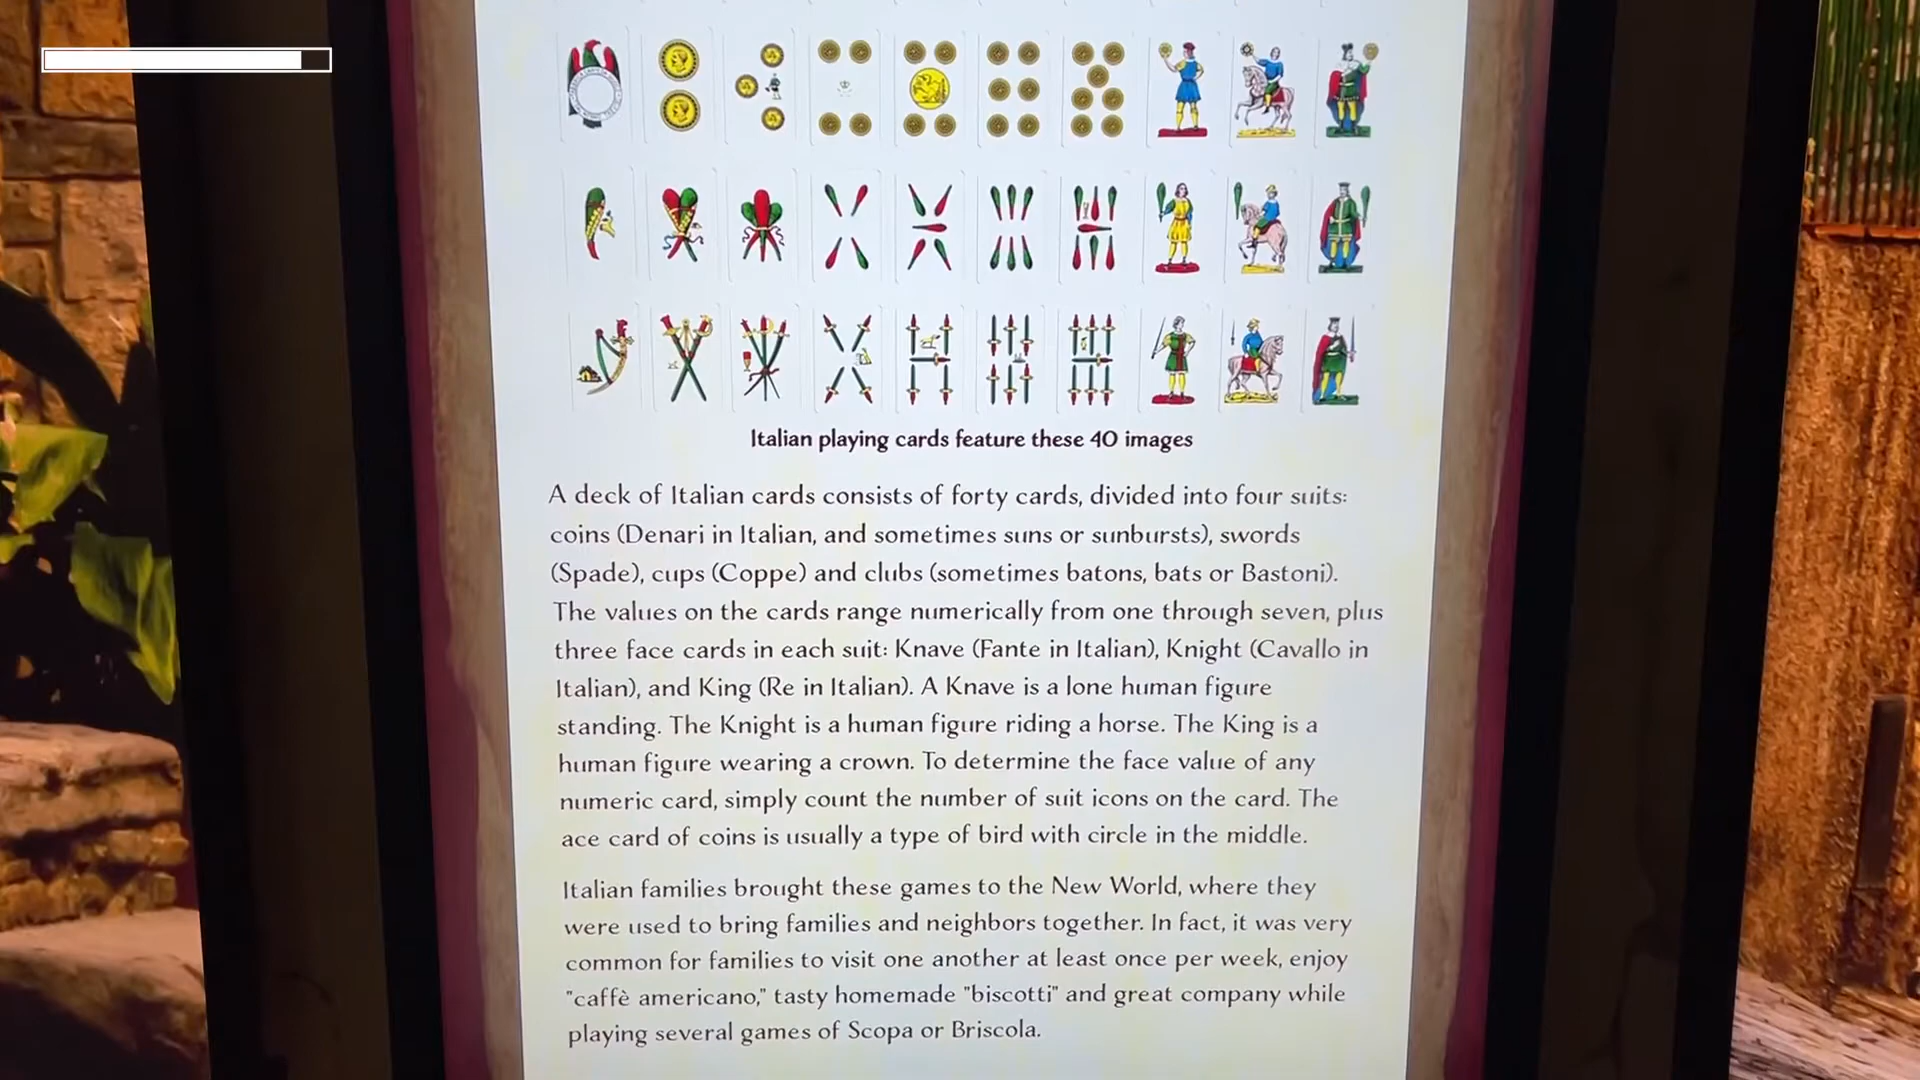 Italian playing cards feature these 40 images
A deck of Italian cards consists of forty cards, divided into four suits:
coins (Denari in Italian, and sometimes suns or sunbursts), swords
(Spade), cups (Coppe) and clubs (sometimes batons, bats or Bastoni).
The values on the cards range numerically from one through seven, plus
three face cards in each suit: Knave (Fante in Italian), Knight (Cavallo in
Italian), and King (Re in Italian). A Knave is a lone human figure
standing. The Knight is a human figure riding a horse. The King is a
human figure wearing a crown. To determine the face value of any
numeric card, simply count the number of suit icons on the card. The
ace card of coins is usually a type of bird with circle in the middle.
Italian families brought these games to the New World, where they
were used to bring families and neighbors together. In fact, it was very
common for families to visit one another at least once per week, enjoy
"caffè americano," tasty homemade "biscotti" and great company while
playing several games of Scopa or Briscola.